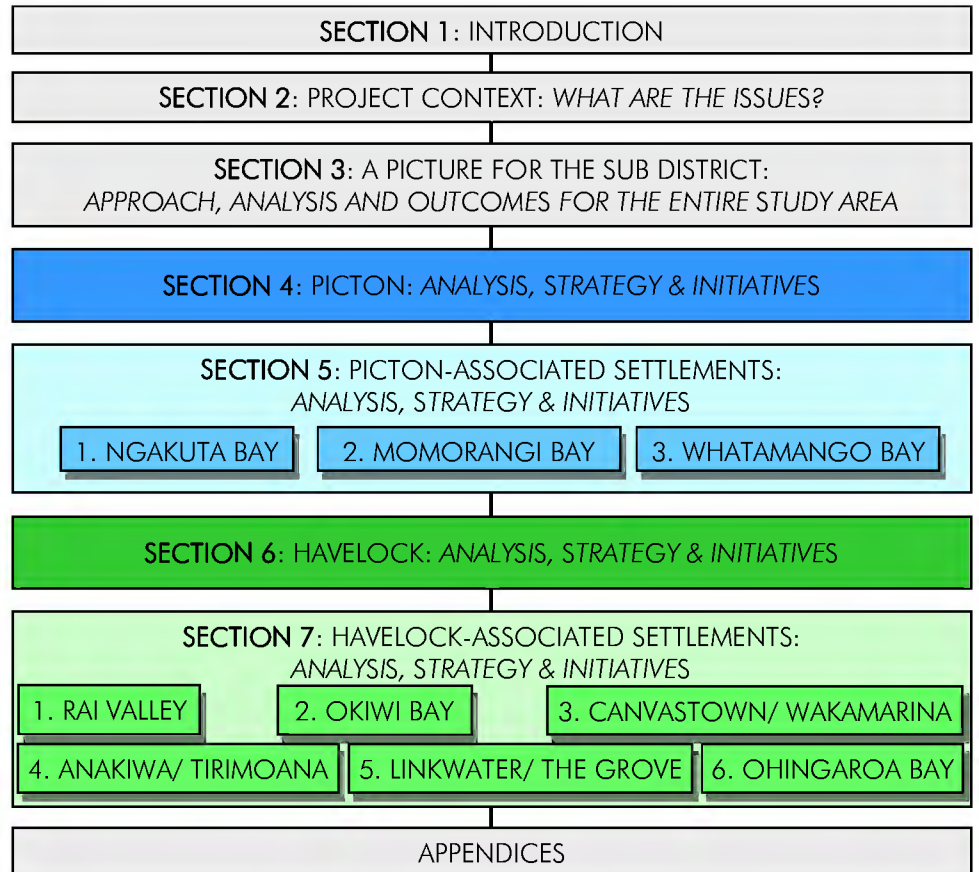 SECTION 1: INTRODUCTION
SECTION 2: PROJECT CONTEXT: WHAT ARE THE ISSUES?
SECTION 3: A PICTURE FOR THE SUB DISTRICT:
APPROACH, ANALYSIS AND OUTCOMES FOR THE ENTIRE STUDY AREA
SECTION 4: PICTON: ANALYSIS, STRATEGY & INITIATIVES
SECTION 5: PICTON-ASSOCIATED SETTLEMENTS:
ANALYSIS, STRATEGY & INITIATIVES
1. NGAKUTA BAY
2. MOMORANGI BAY
3. WHATAMANGO BAY
SECTION 6: HAVELOCK: ANALYSIS, STRATEGY & INITIATIVES
SECTION 7: HAVELOCK-ASSOCIATED SETTLEMENTS:
ANALYSIS, STRATEGY & INITIATIVES
1. RAI VALLEY
2. OKIWI BAY
3. CANVASTOWN/ WAKAMARINA
4. ANAKIWA/ TIRIMOANA
5. LINKWATER/ THE GROVE
6. OHINGAROA BAY
APPENDICES